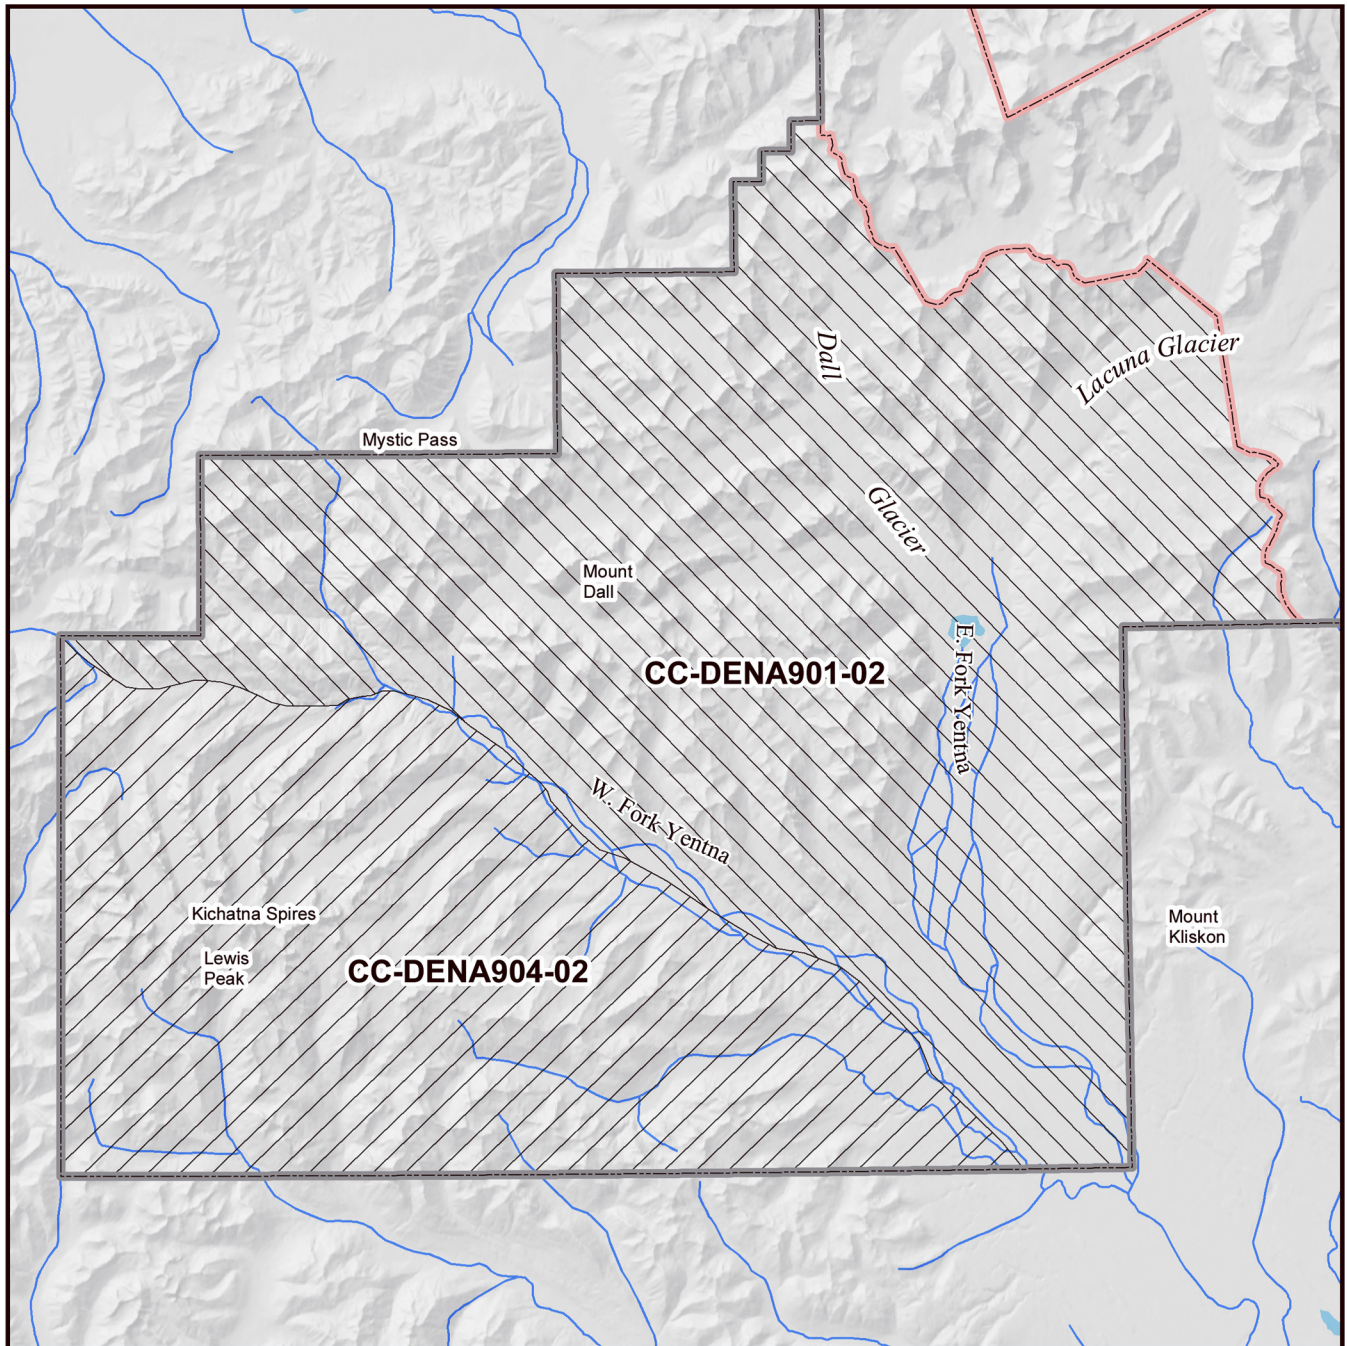 Dall
Lacuna Glacier
Mystic Pass
Glacier
Mount
Dall
E. Fork Yentna
CC-DENA901-02
W. Fork Yentna
Kichatna Spires
Mount
Kliskon
Lewis
Peak
CC-DENA904-02